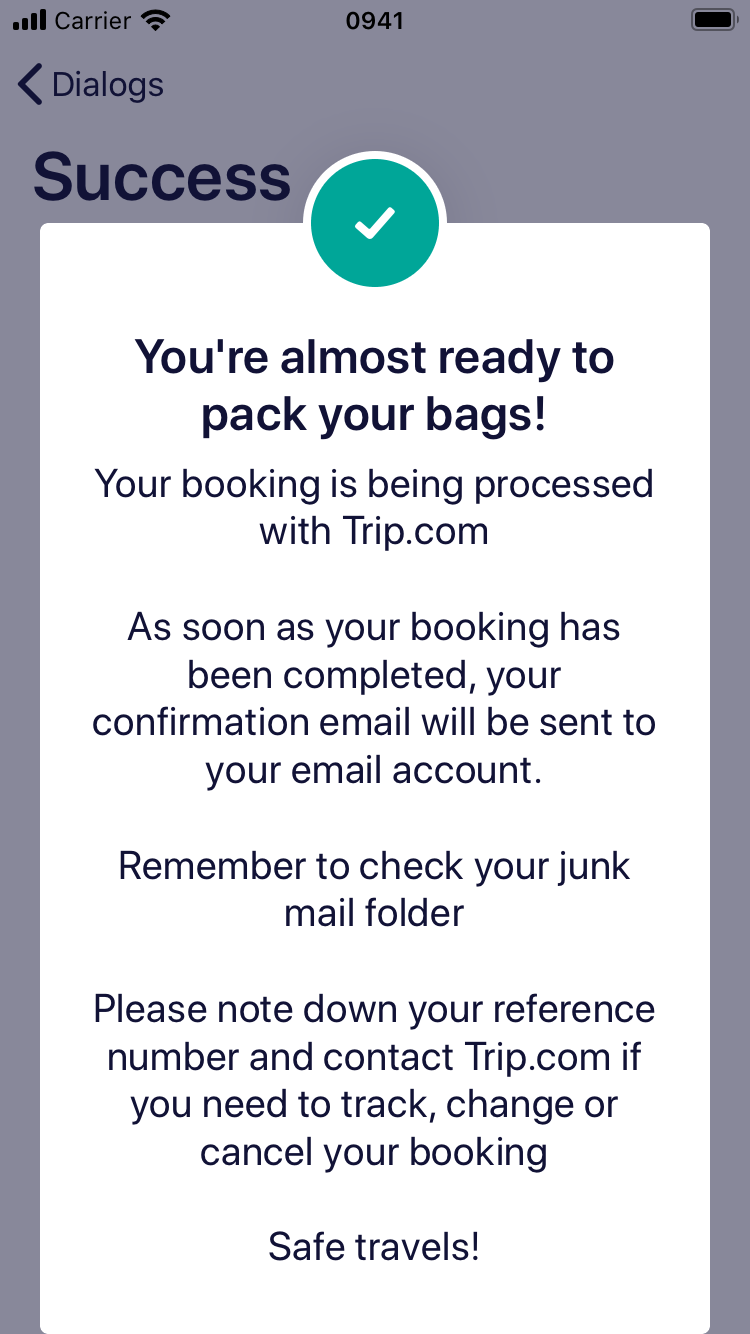 Carrier 0941
Dialogs
Success
You're almost ready to
pack your bags!
Your booking is being processed
with Trip.com
As soon as your booking has
been completed, your
confirmation email will be sent to
your email account.
Remember to check your junk
mail folder
Please note down your reference
number and contact Trip.com if
you need to track, change or
cancel your booking
Safe travels!